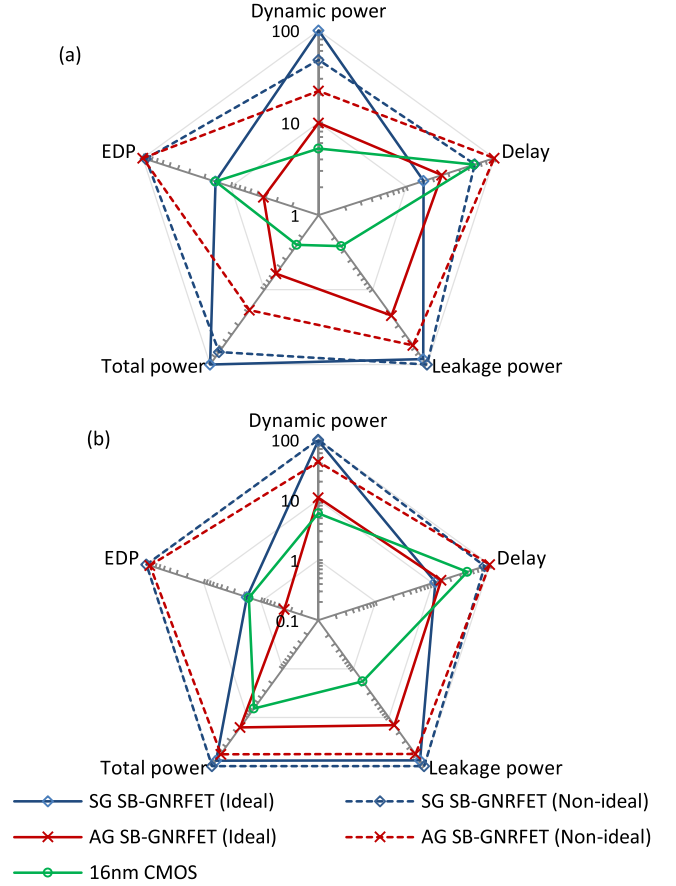 Dynamic power
100
(a)
10
EDP
Delay
1
Total power
Leakage power
Dynamic power
(b)
100
10
EDP
1
Delay
0.1
Total power
Leakage power
SG SB-GNRFET (Ideal)
SG SB-GNRFET (Non-ideal)
AG SB-GNRFET (Ideal)
AG SB-GNRFET (Non-ideal)
16nm CMOS